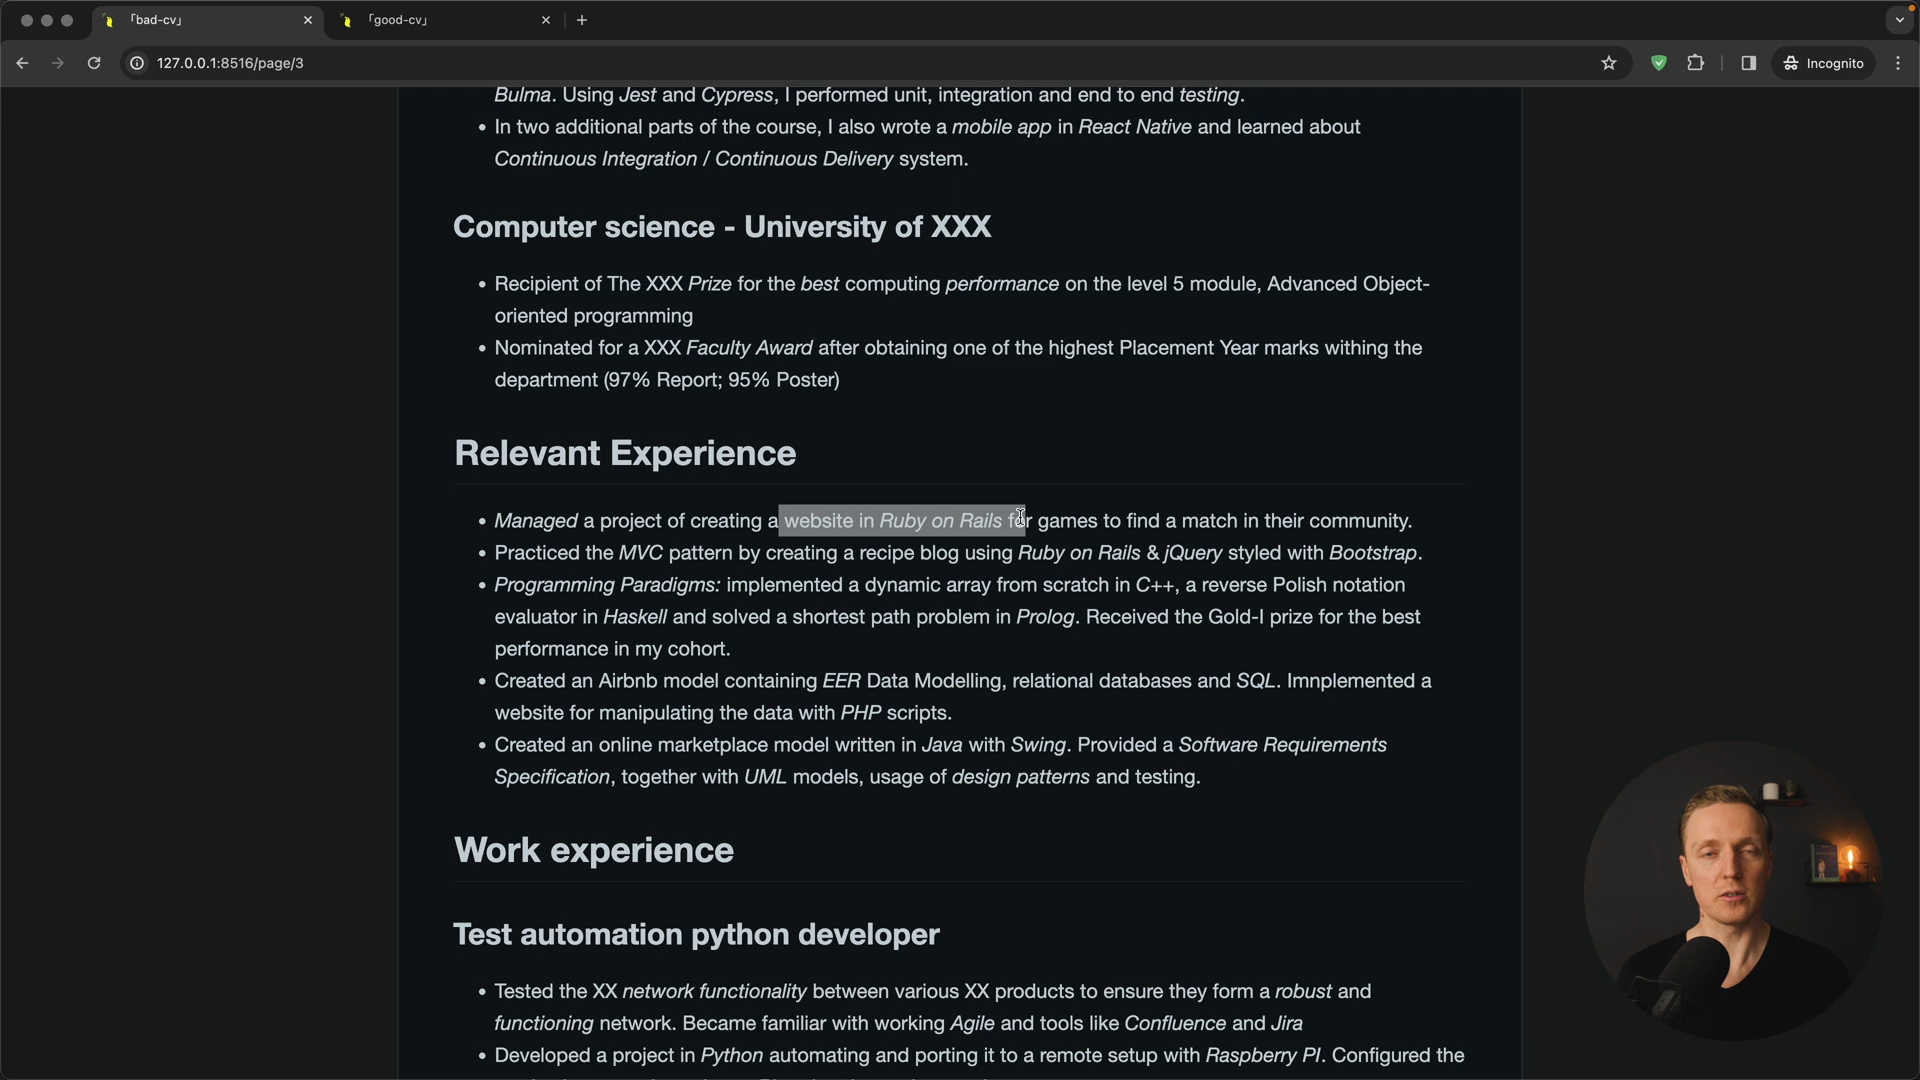 「bad-cv」
「good-cv」
127.0.0.1:8516/page/3
Incognito
Bulma. Using Jest and Cypress, I performed unit, integration and end to end testing.
• In two additional parts of the course, I also wrote a mobile app in React Native and learned about
Continuous Integration / Continuous Delivery system.
Computer science - University of XXX
• Recipient of The XXX Prize for the best computing performance on the level 5 module, Advanced Object-
oriented programming
• Nominated for a XXX Faculty Award after obtaining one of the highest Placement Year marks withing the
department (97% Report; 95% Poster)
Relevant Experience
• Managed a project of creating a website in Ruby on Rails for games to find a match in their community.
• Practiced the MVC pattern by creating a recipe blog using Ruby on Rails & jQuery styled with Bootstrap.
• Programming Paradigms: implemented a dynamic array from scratch in C++, a reverse Polish notation
evaluator in Haskell and solved a shortest path problem in Prolog. Received the Gold-I prize for the best
performance in my cohort.
• Created an Airbnb model containing EER Data Modelling, relational databases and SQL. Imnplemented a
website for manipulating the data with PHP scripts.
• Created an online marketplace model written in Java with Swing. Provided a Software Requirements
Specification, together with UML models, usage of design patterns and testing.
Work experience
Test automation python developer
• Tested the XX network functionality between various XX products to ensure they form a robust and
functioning network. Became familiar with working Agile and tools like Confluence and Jira
• Developed a project in Python automating and porting it to a remote setup with Raspberry PI. Configured the